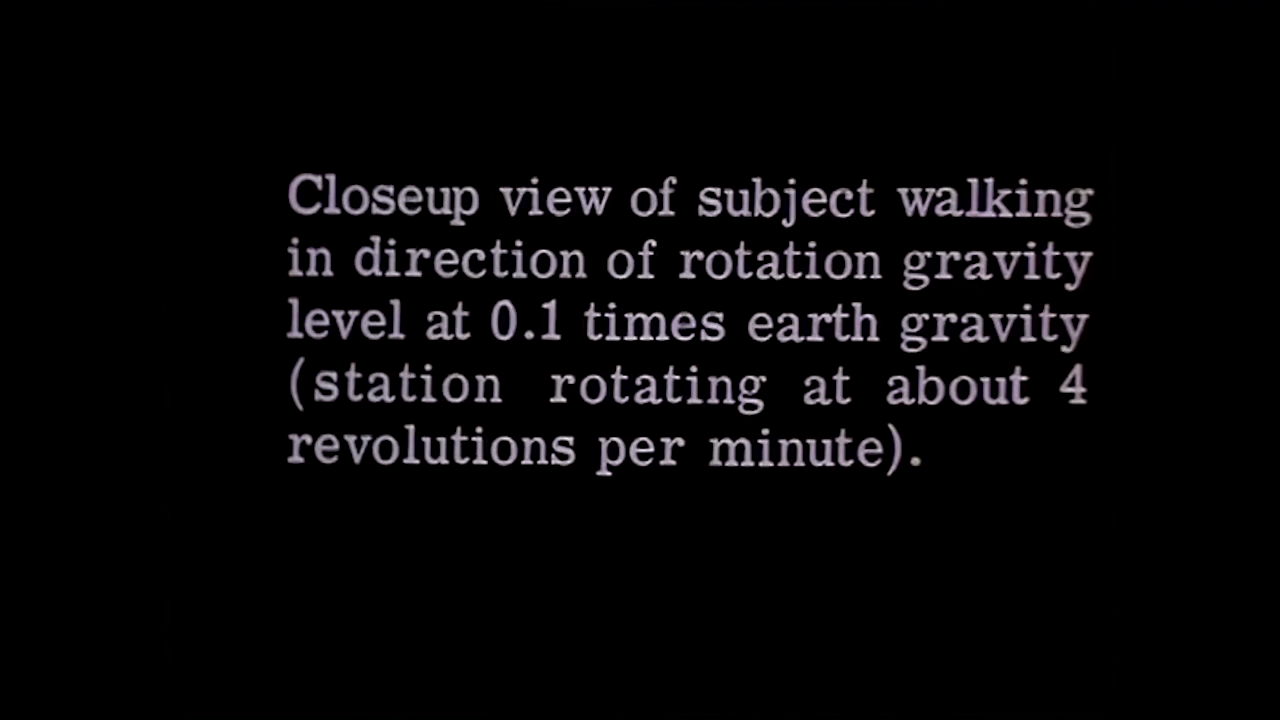 Closeup view of subject walking
in direction of rotation gravity
level at 0.1 times earth gravity
(station rotating at about 4
revolutions per minute).